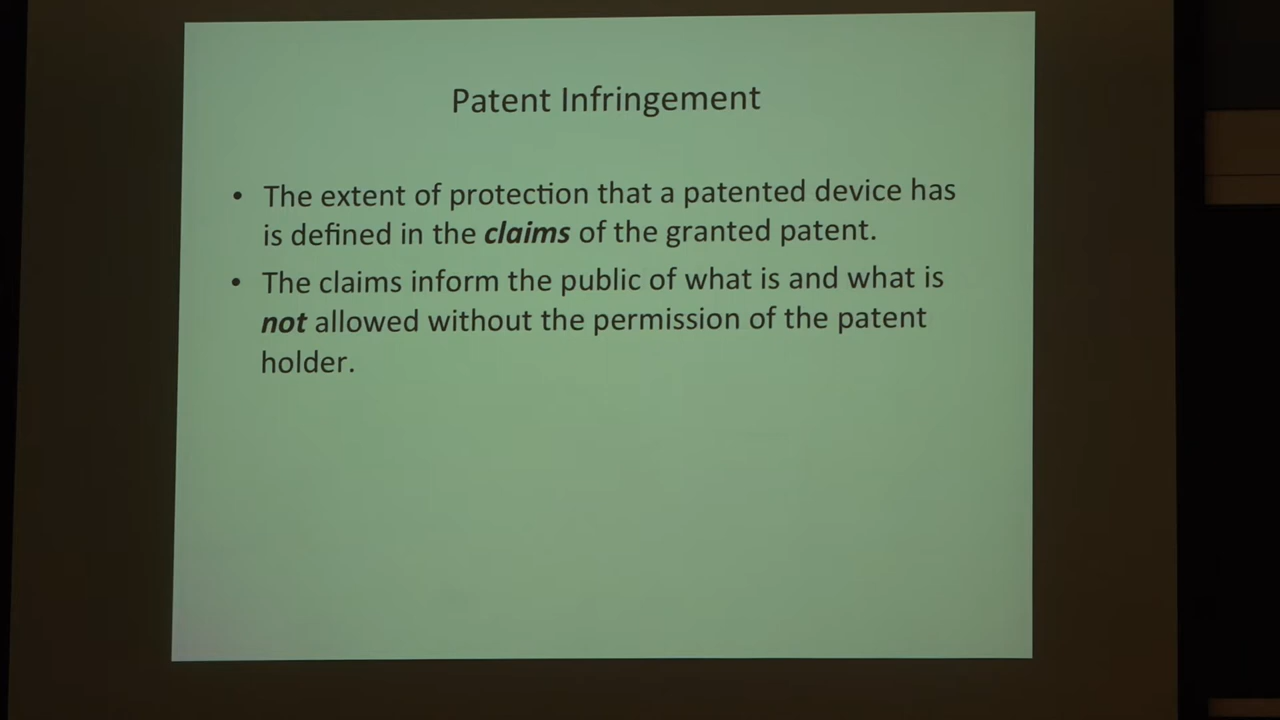 Patent Infringement
• The extent of protection that a patented device has
is defined in the claims of the granted patent.
• The claims inform the public of what is and what is
not allowed without the permission of the patent
holder.